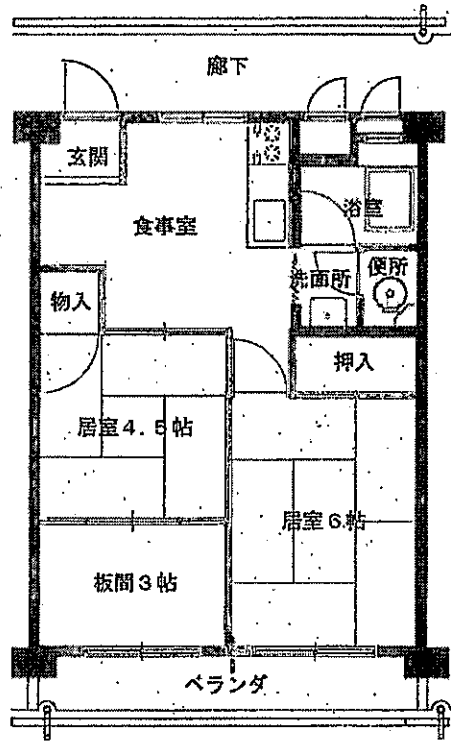 廊下
玄関
浴室
食事室
洗面所
便所
物入
押入
居室4.5帖
居室6帖
板間3帖
ベランダ